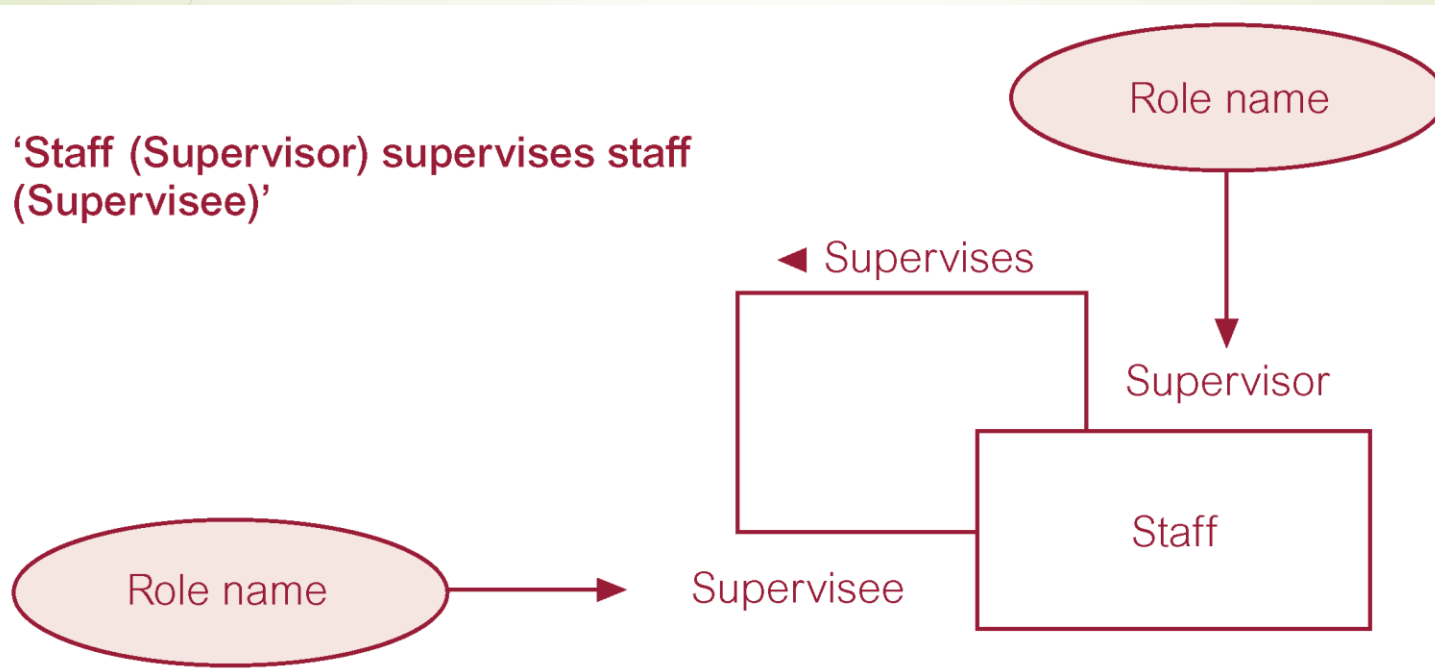 Role name
‘Staff (Supervisor) supervises staff
(Supervisee)’
◄ Supervises
Supervisor
Staff
Role name
Supervisee